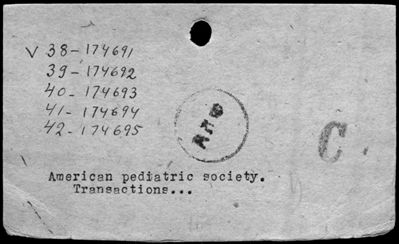 V 38-174691
39-174692
40-174693
41-174694
42-174695
C
American pediatric society.
Transactions...